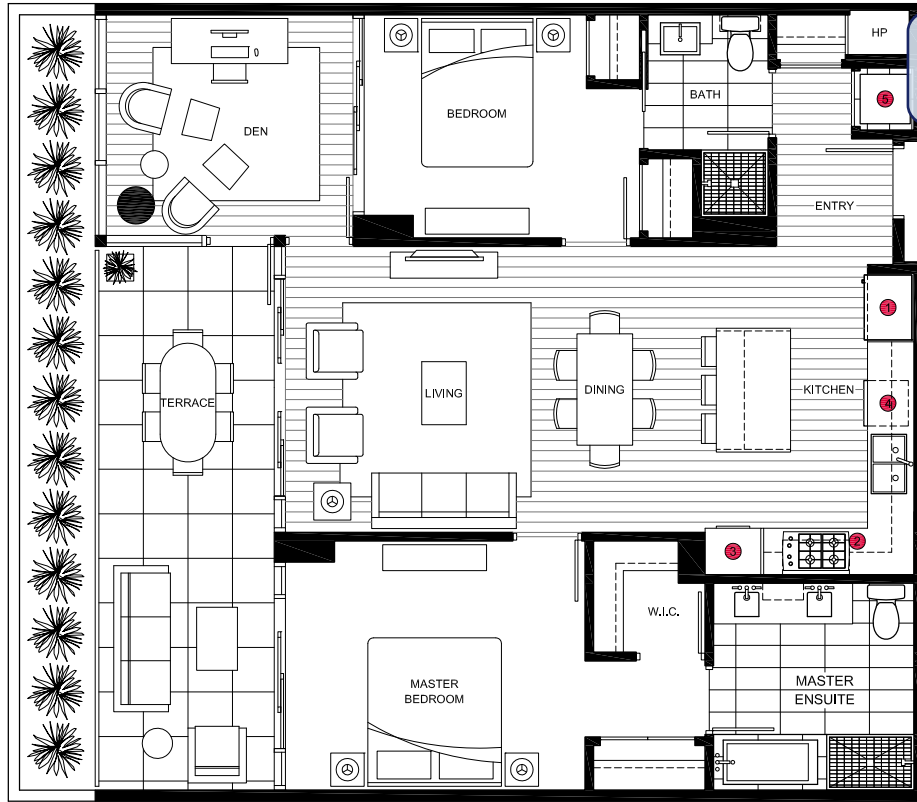 HP
5
BATH
BEDROOM
DEN
ENTRY
1
LIVING
DINING
KITCHEN
4
TERRACE
2
3
W.I.C.
MASTER
BEDROOM
MASTER
ENSUITE